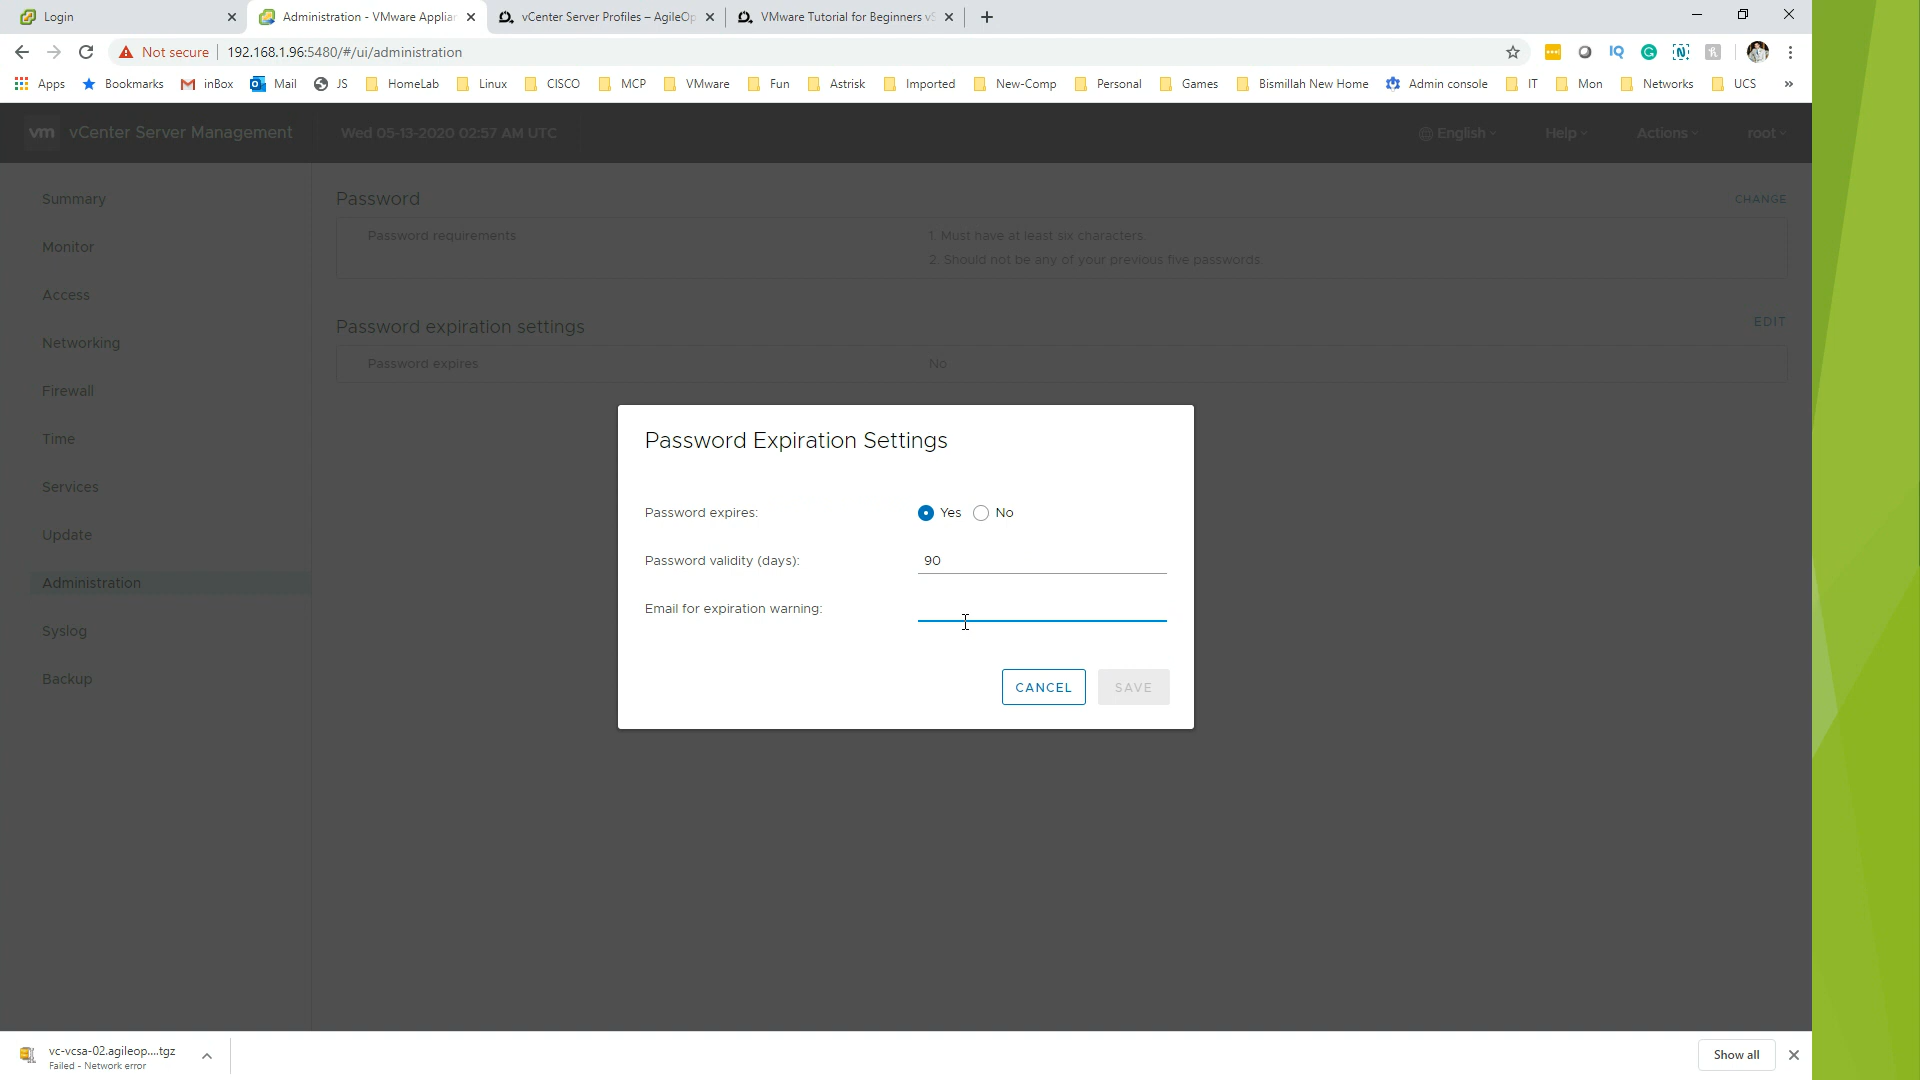 Login
Administration - VMware Applian
vCenter Server Profiles – AgileOp
VMware Tutorial for Beginners vS
Not secure
192.168.1.96:5480/#/ui/administration
Apps Bookmarks inBox Mail JS HomeLab Linux CISCO MCP VMware Fun Astrisk Imported New-Comp Personal Games Bismillah New Home Admin console IT Mon Networks UCS »
vm vCenter Server Management Wed 05-13-2020 02:57 AM UTC English Help Actions root
Summary
Monitor
Access
Networking
Firewall
Time
Services
Update
Administration
Syslog
Backup
Password CHANGE
Password requirements 1. Must have at least six characters.
2. Should not be any of your previous five passwords.
Password expiration settings EDIT
Password expires No
Password Expiration Settings
Password expires: Yes No
Password validity (days): 90
Email for expiration warning:
CANCEL SAVE
vc-vcsa-02.agileop....tgz
Failed - Network error
Show all